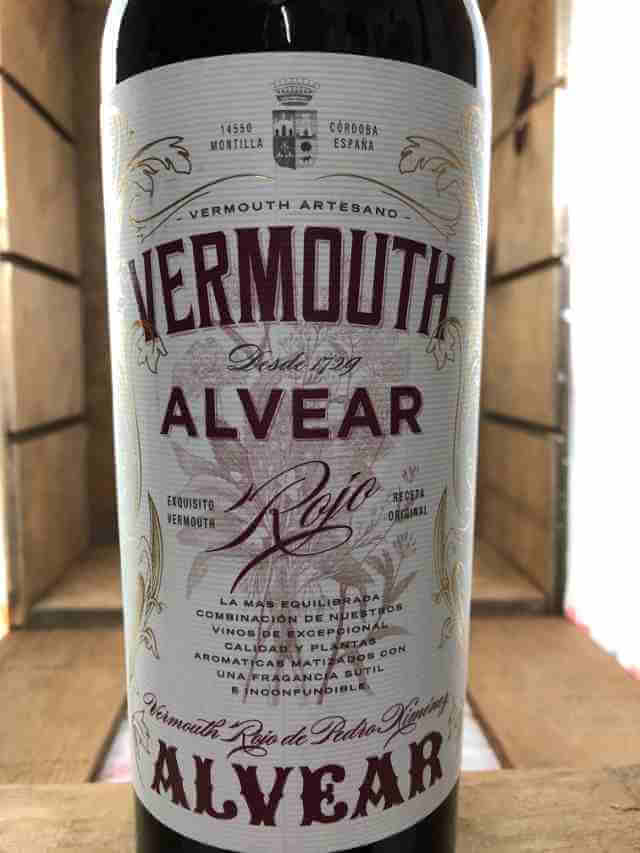 14550 CÓRDOBA
MONTILLA ESPAÑA
- VERMOUTH ARTESANO -
VERMOUTH
Desde 1729
ALVEAR
Rojo
EXQUISITO
VERMOUTH
RECETA
ORIGINAL
LA MAS EQUILIBRADA
COMBINACIÓN DE NUESTROS
VINOS DE EXCEPCIONAL
CALIDAD Y PLANTAS
AROMATICAS MATIZADOS CON
UNA FRAGANCIA SUTIL
E INCONFUNDIBLE
Vermouth Rojo de Pedro Ximénez
ALVEAR